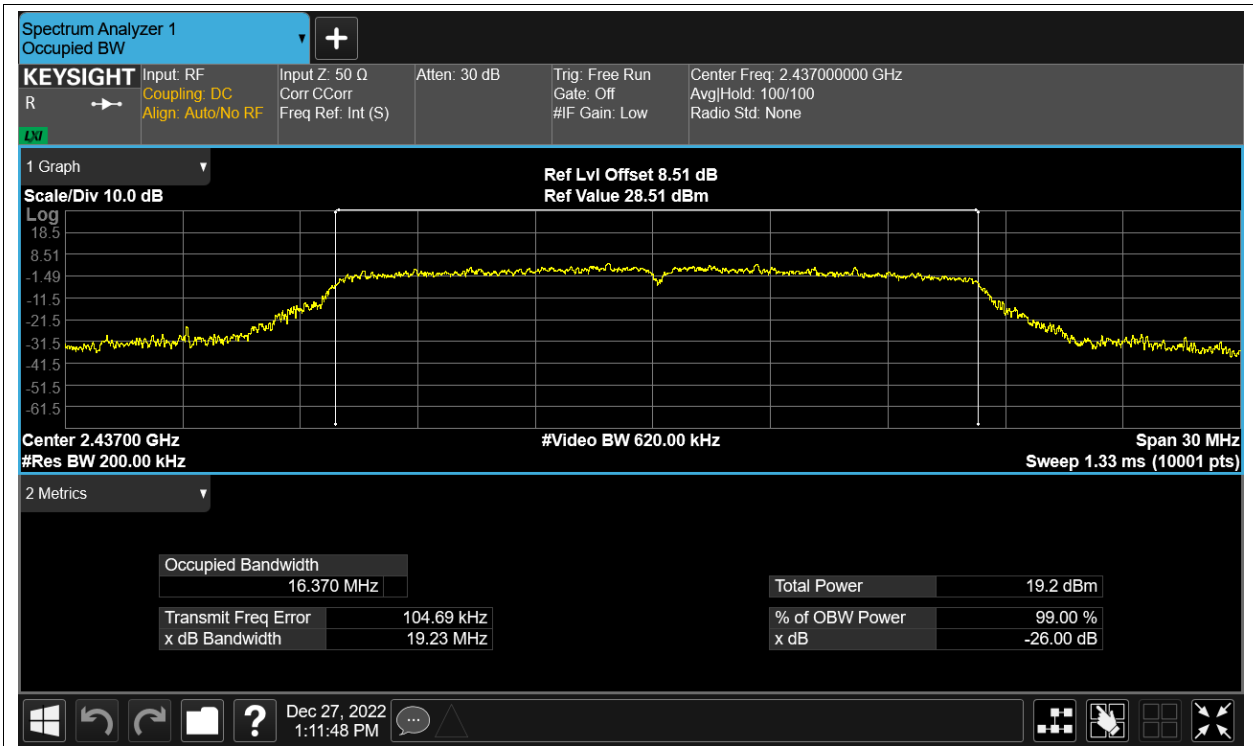 Spectrum Analyzer 1
Occupied BW
KEYSIGHT
R
LXI
Input: RF
Coupling: DC
Align: Auto/No RF
Input Z: 50 Ω
Corr CCorr
Freq Ref: Int (S)
Atten: 30 dB
Trig: Free Run
Gate: Off
#IF Gain: Low
Center Freq: 2.437000000 GHz
Avg|Hold: 100/100
Radio Std: None
1 Graph
Scale/Div 10.0 dB
Ref Lvl Offset 8.51 dB
Ref Value 28.51 dBm
Log
18.5
8.51
-1.49
-11.5
-21.5
-31.5
-41.5
-51.5
-61.5
Center 2.43700 GHz
#Res BW 200.00 kHz
#Video BW 620.00 kHz
Span 30 MHz
Sweep 1.33 ms (10001 pts)
2 Metrics
Occupied Bandwidth
16.370 MHz
Transmit Freq Error 104.69 kHz
x dB Bandwidth 19.23 MHz
Total Power 19.2 dBm
% of OBW Power 99.00 %
x dB -26.00 dB
?
Dec 27, 2022
1:11:48 PM